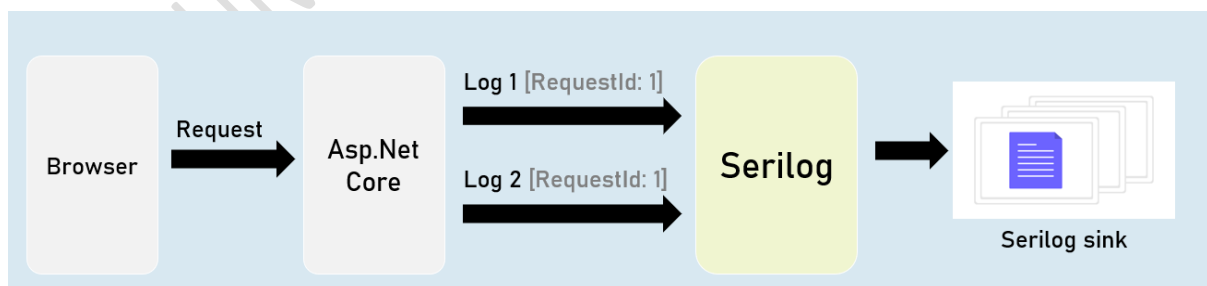 Browser
Request
Asp.Net
Core
Log 1 [RequestId: 1]
Log 2 [RequestId: 1]
Serilog
Serilog sink